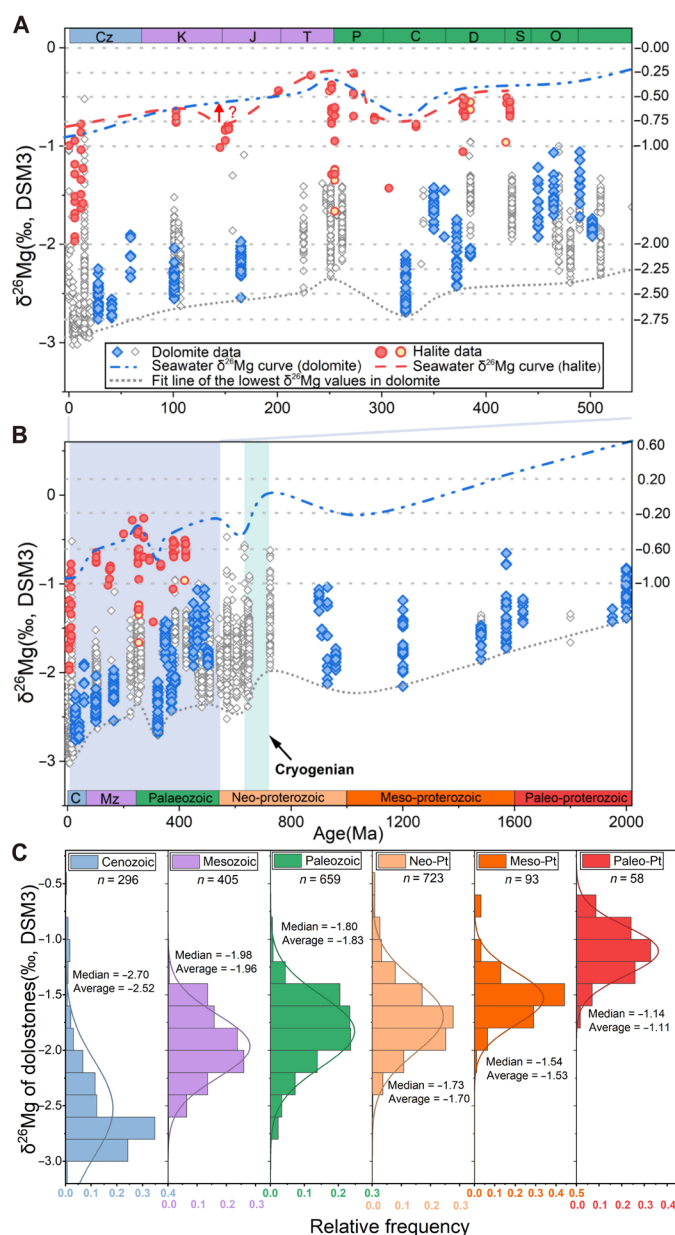 A
Cz K J T P C D S O
0
−1
−2
−3
δ²⁶Mg(‰, DSM3)
−0.00
−0.25
−0.50
−0.75
−1.00
−2.00
−2.25
−2.50
−2.75
?
Dolomite data Halite data
Seawater δ²⁶Mg curve (dolomite) Seawater δ²⁶Mg curve (halite)
Fit line of the lowest δ²⁶Mg values in dolomite
0 100 200 300 400 500
B
0
−1
−2
−3
δ²⁶Mg(‰, DSM3)
0.60
0.20
−0.20
−0.60
−1.00
Cryogenian
C Mz Palaeozoic Neo-proterozoic Meso-proterozoic Paleo-proterozoic
0 400 800 1200 1600 2000
Age(Ma)
C
Cenozoic Mesozoic Paleozoic Neo-Pt Meso-Pt Paleo-Pt
n = 296 n = 405 n = 659 n = 723 n = 93 n = 58
−0.5
−1.0
−1.5
−2.0
−2.5
−3.0
δ²⁶Mg of dolostones(‰, DSM3)
Median = −2.70
Average = −2.52
Median = −1.98
Average = −1.96
Median = −1.80
Average = −1.83
Median = −1.73
Average = −1.70
Median = −1.54
Average = −1.53
Median = −1.14
Average = −1.11
0.0 0.1 0.2 0.3 0.4
0.0 0.1 0.2 0.3
0.0 0.1 0.2 0.3
0.0 0.1 0.2 0.3
0.0 0.1 0.2 0.3 0.4 0.5
0.0 0.1 0.2 0.3 0.4
Relative frequency